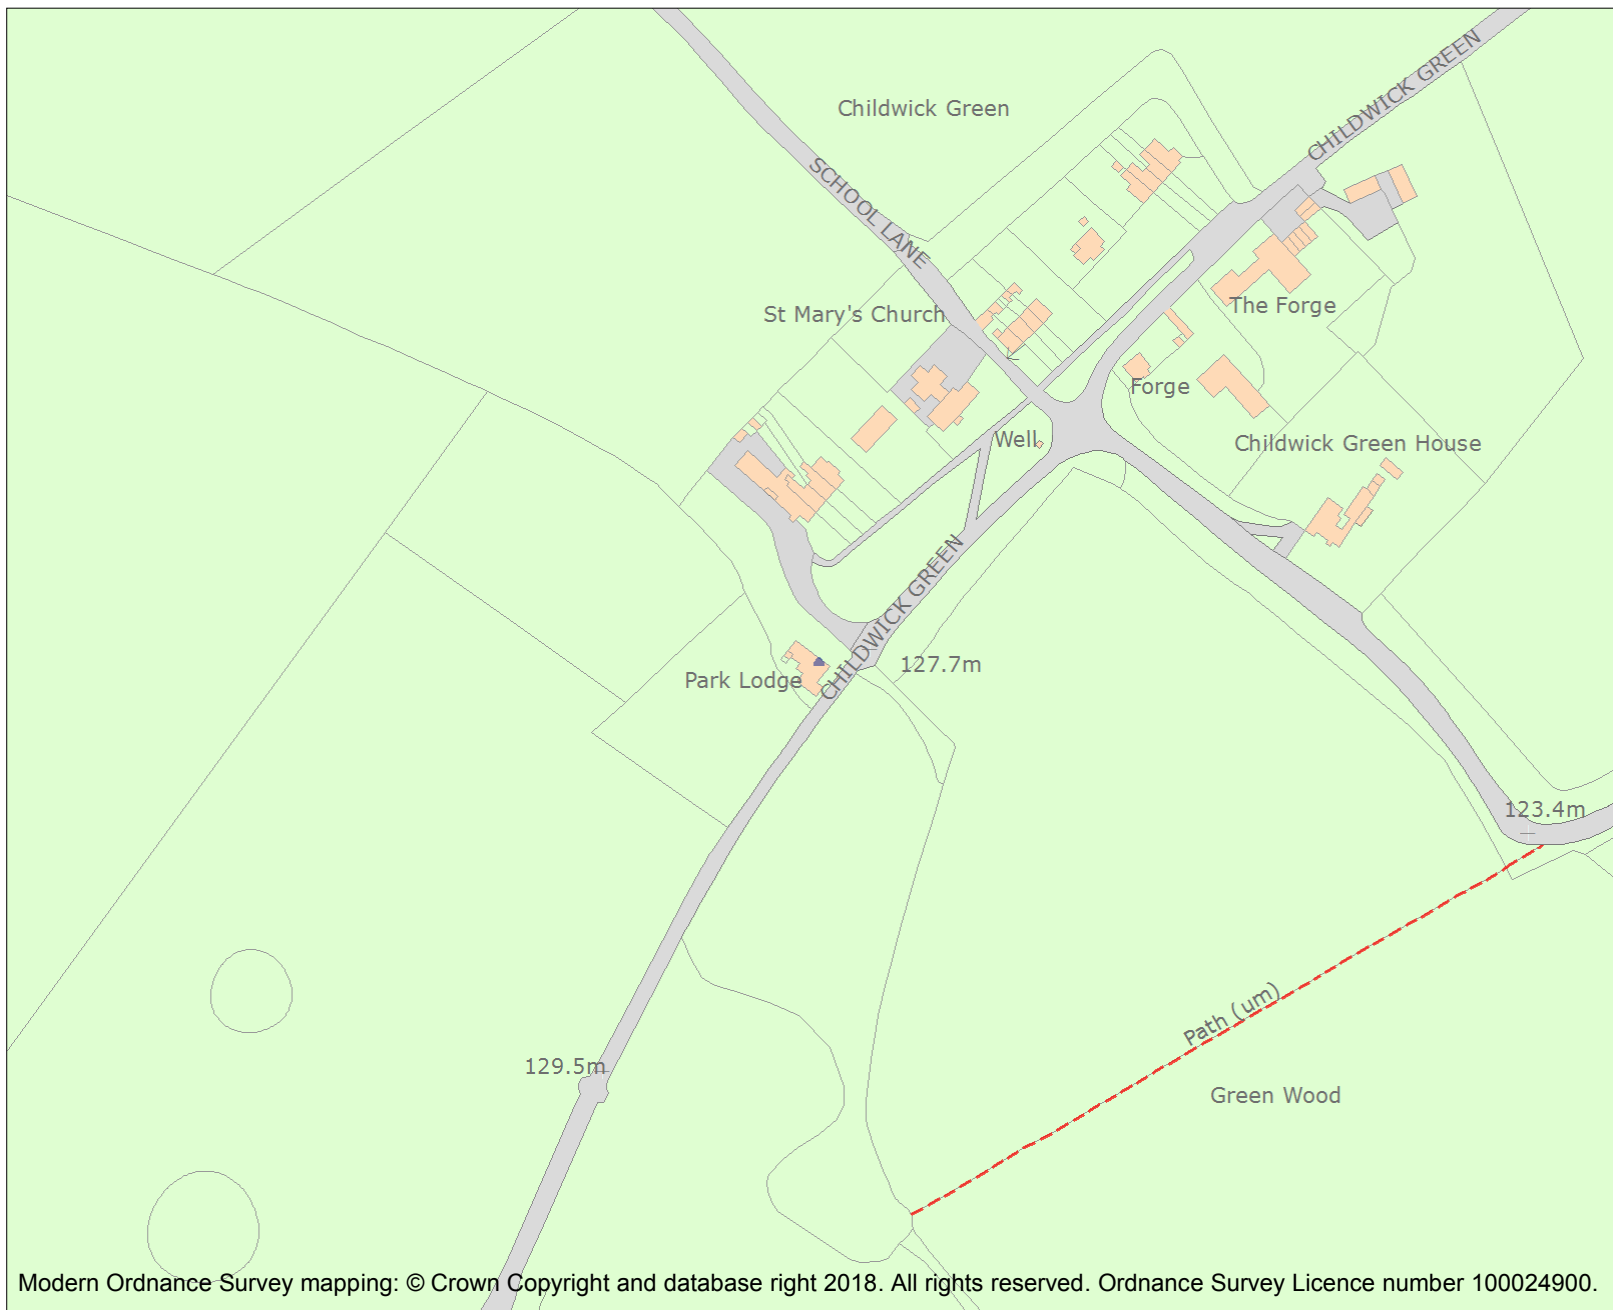 CHILDWICK GREEN
Childwick Green
SCHOOL LANE
St Mary's Church
The Forge
Forge
Well
Childwick Green House
CHILDWICK GREEN
127.7m
Park Lodge
123.4m
Path (um)
129.5m
Green Wood
Modern Ordnance Survey mapping: © Crown Copyright and database right 2018. All rights reserved. Ordnance Survey Licence number 100024900.